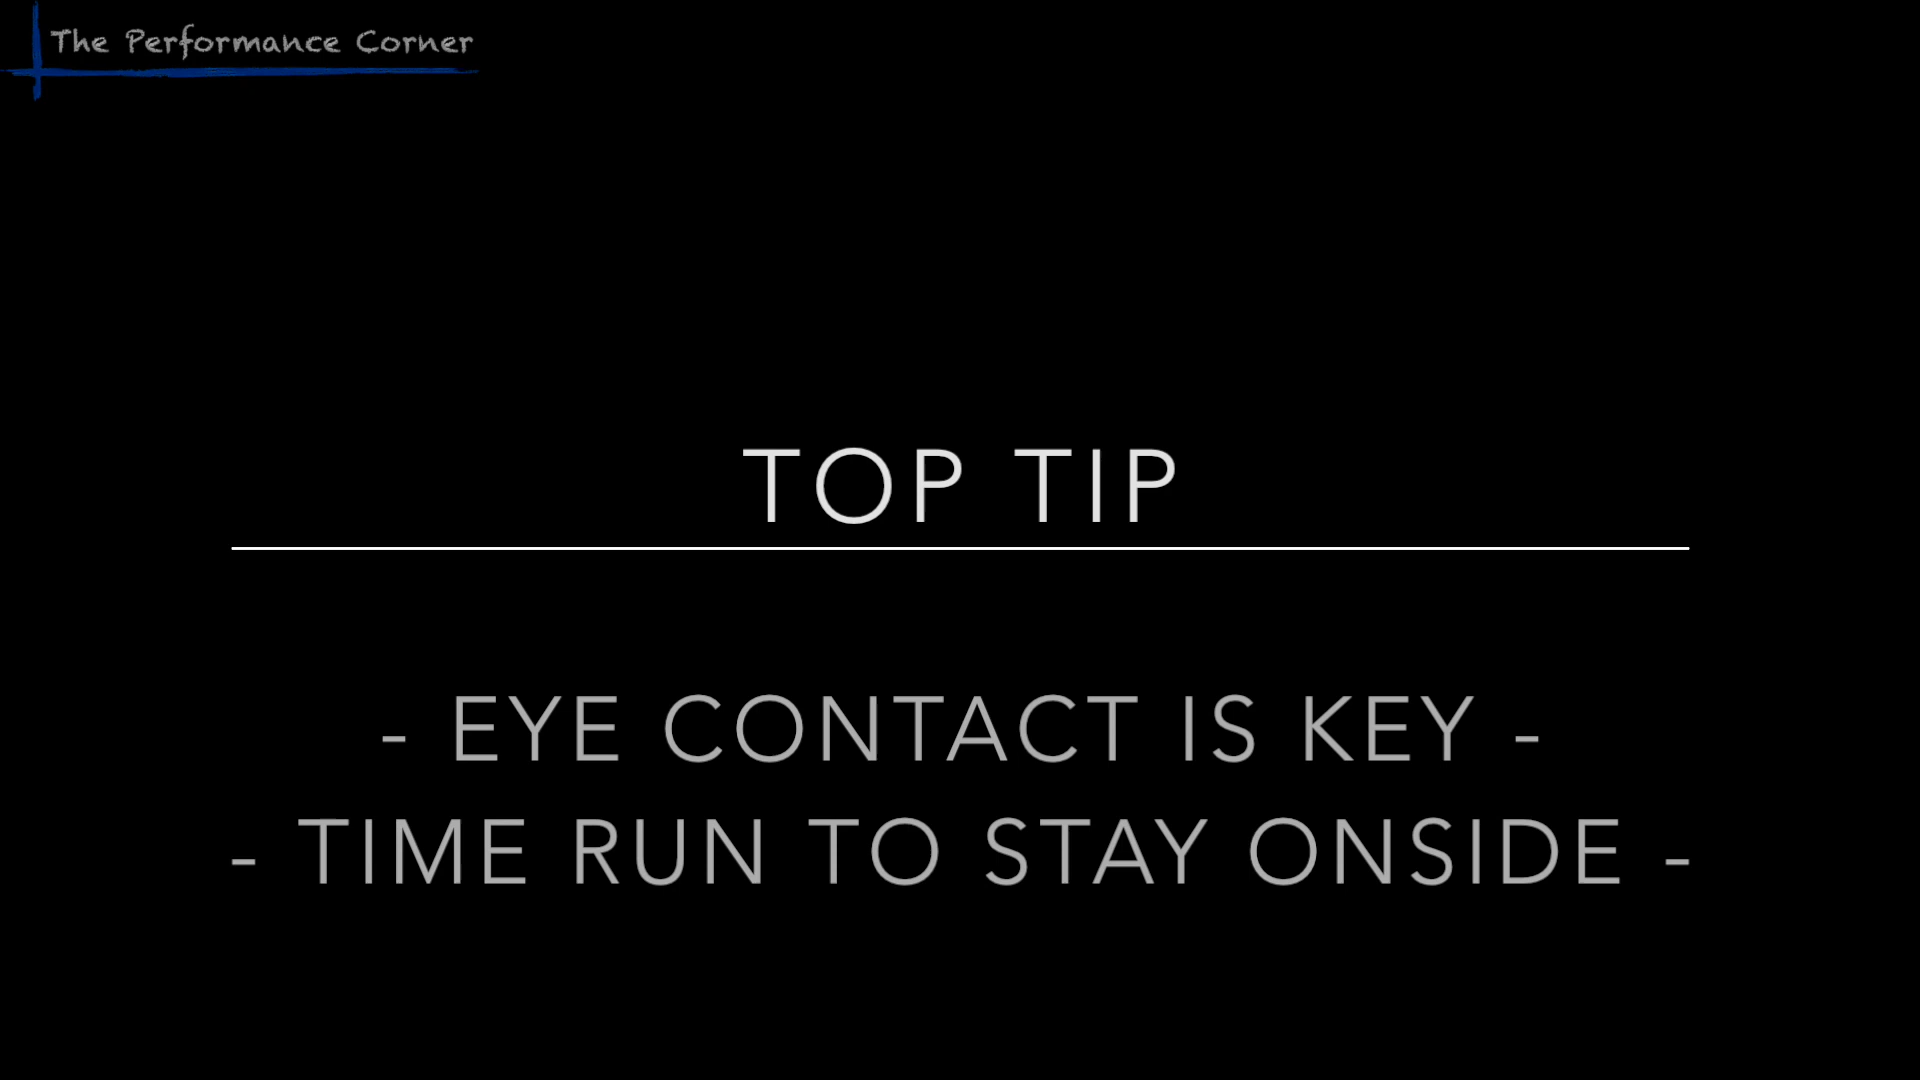 The Performance Corner
TOP TIP
- EYE CONTACT IS KEY -
- TIME RUN TO STAY ONSIDE -